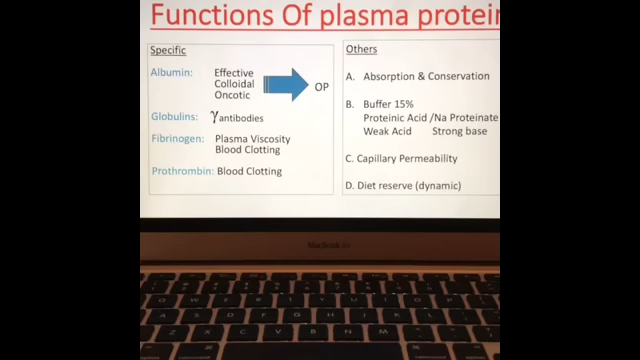 Functions Of plasma protein
Specific
Albumin: Effective
Colloidal
Oncotic
OP
Globulins: γ antibodies
Fibrinogen: Plasma Viscosity
Blood Clotting
Prothrombin: Blood Clotting
Others
A. Absorption & Conservation
B. Buffer 15%
Proteinic Acid /Na Proteinate
Weak Acid Strong base
C. Capillary Permeability
D. Diet reserve (dynamic)
MacBook Air
Q W E R T Y U I O P
A S D F G H J K L
Z X C V B N M